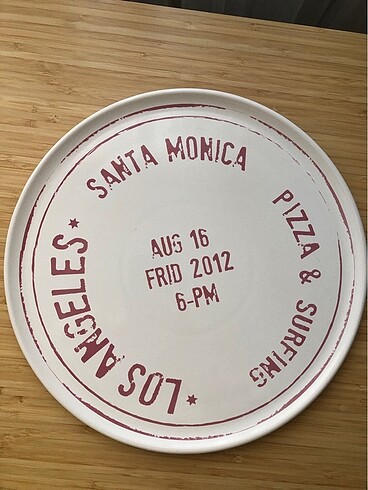 SANTA MONICA
PIZZA & SURFING
* LOS ANGELES *
AUG 16
FRID 2012
6-PM